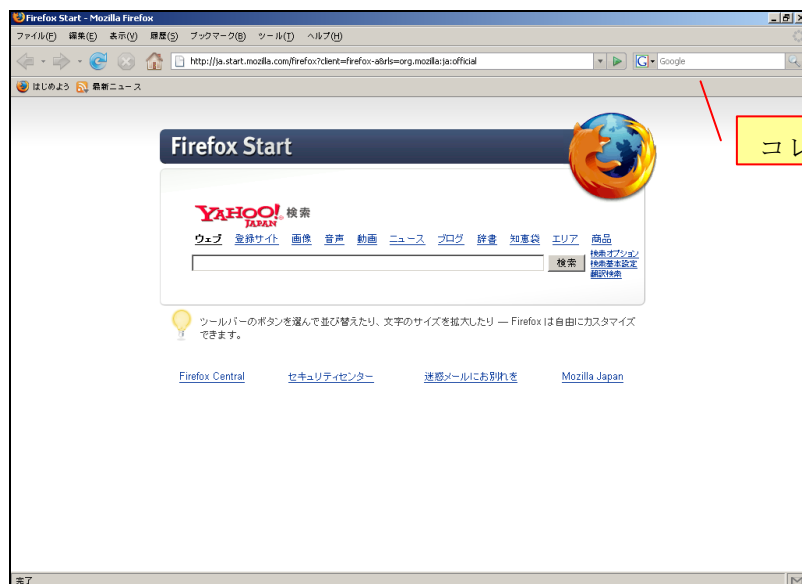 Firefox Start - Mozilla Firefox
ファイル(F) 編集(E) 表示(V) 履歴(S) ブックマーク(B) ツール(T) ヘルプ(H)
http://ja.start.mozilla.com/firefox?client=firefox-a&rls=org.mozilla:ja:official
G Google
はじめよう 最新ニュース
コレ
Firefox Start
YAHOO! JAPAN 検索
ウェブ 登録サイト 画像 音声 動画 ニュース ブログ 辞書 知恵袋 エリア 商品
検索
検索オプション
検索基本設定
翻訳検索
ツールバーのボタンを選んで並び替えたり、文字のサイズを拡大したり — Firefox は自由にカスタマイズ
できます。
Firefox Central セキュリティセンター 迷惑メールにお別れを Mozilla Japan
完了